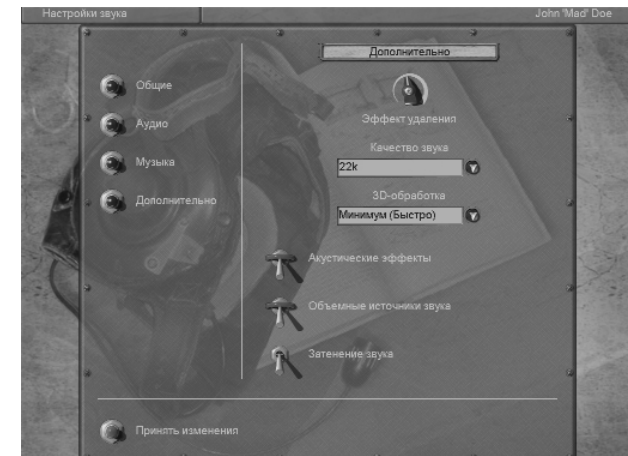 Настройки звука
John "Mad" Doe
Дополнительно
Общие
Аудио
Музыка
Дополнительно
Эффект удаления
Качество звука
22k
3D-обработка
Минимум (Быстро)
Акустические эффекты
Объемные источники звука
Затенение звука
Принять изменения